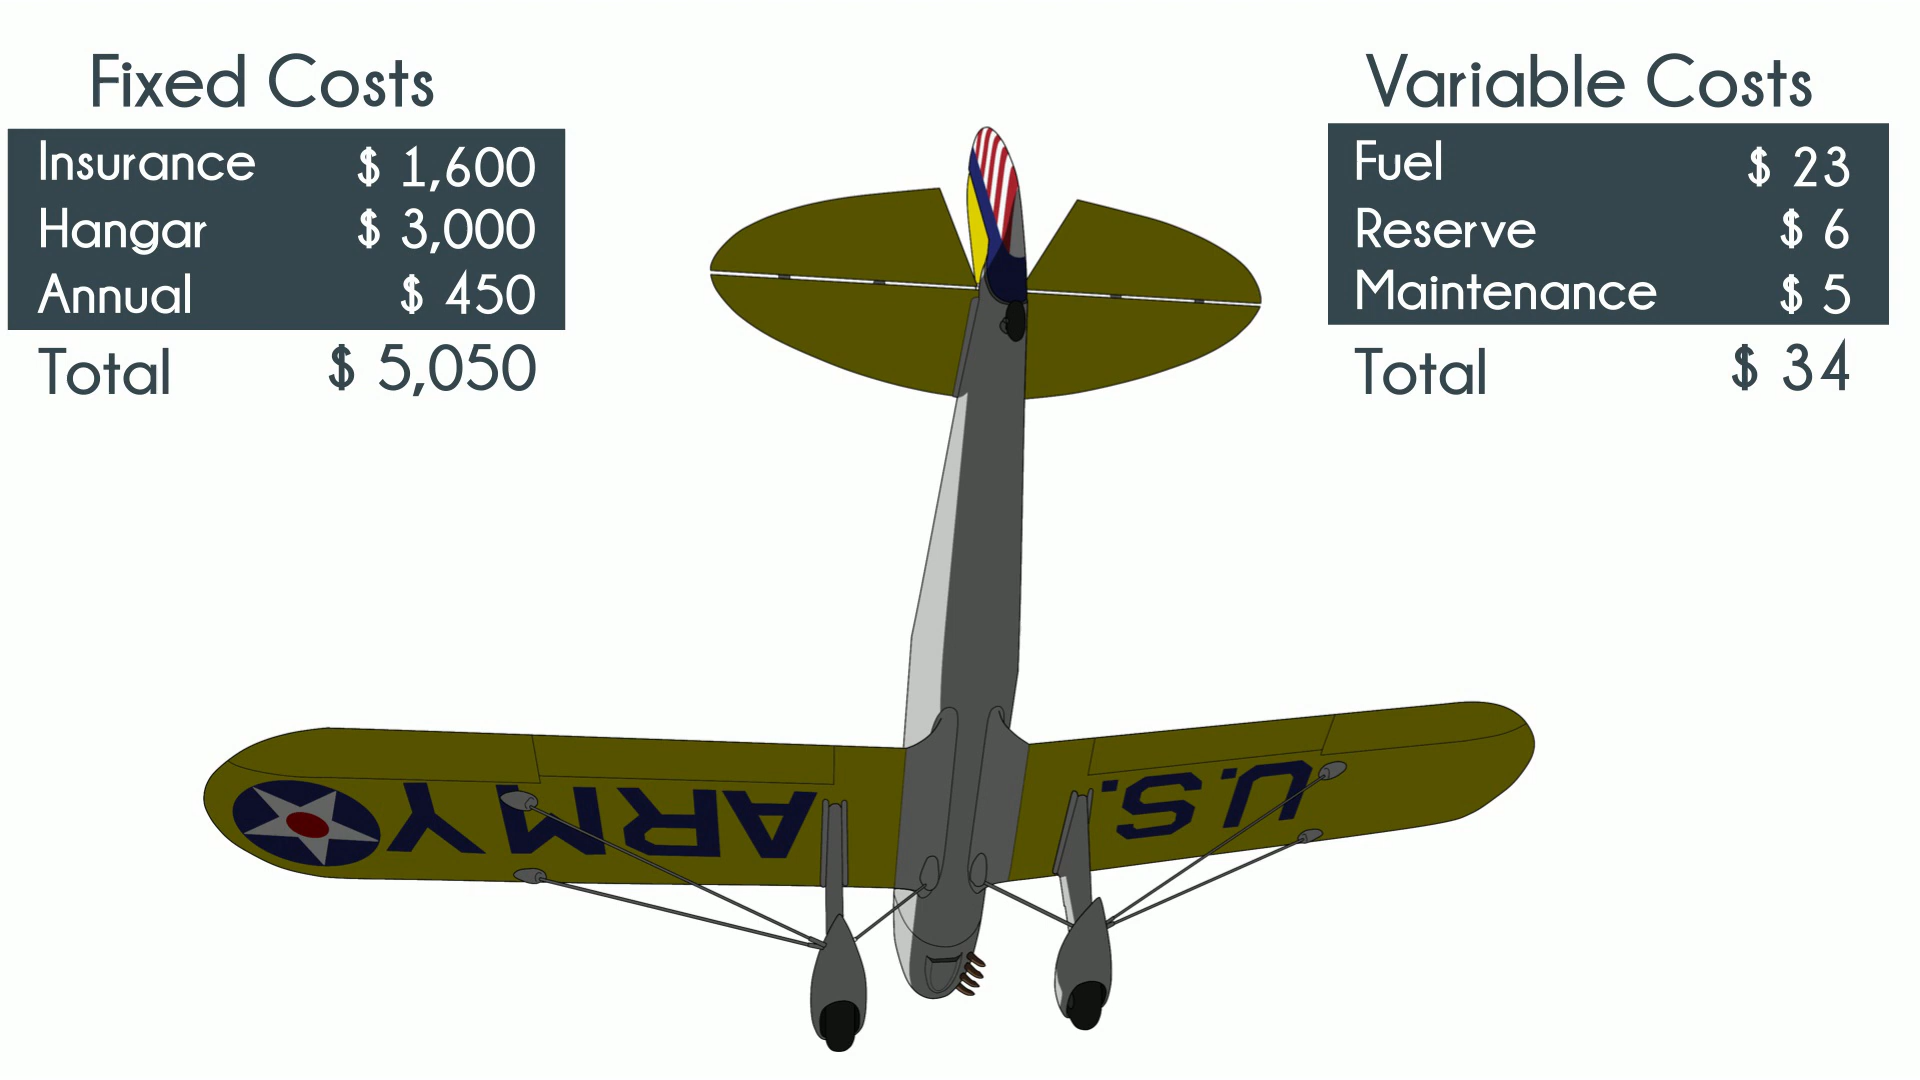 Fixed Costs
Insurance $ 1,600
Hangar $ 3,000
Annual $ 450
Total $ 5,050
Variable Costs
Fuel $ 23
Reserve $ 6
Maintenance $ 5
Total $ 34
U.S. ARMY